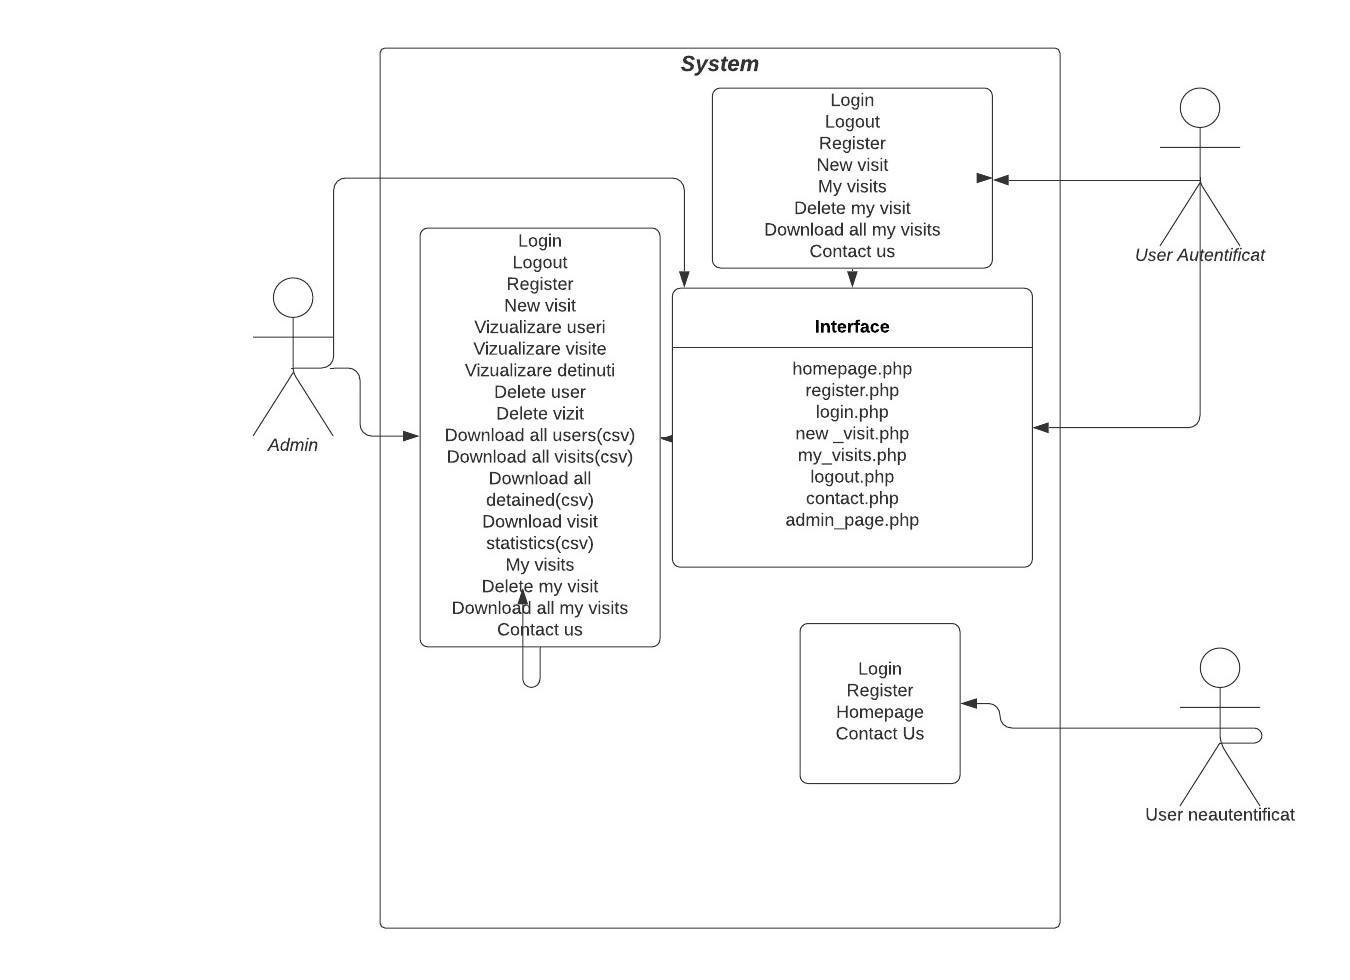 System
Login
Logout
Register
New visit
My visits
Delete my visit
Download all my visits
Contact us
User Autentificat
Login
Logout
Register
New visit
Vizualizare useri
Vizualizare visite
Vizualizare detinuti
Delete user
Delete vizit
Download all users(csv)
Download all visits(csv)
Download all
detained(csv)
Download visit
statistics(csv)
My visits
Delete my visit
Download all my visits
Contact us
Admin
Interface
homepage.php
register.php
login.php
new _visit.php
my_visits.php
logout.php
contact.php
admin_page.php
Login
Register
Homepage
Contact Us
User neautentificat